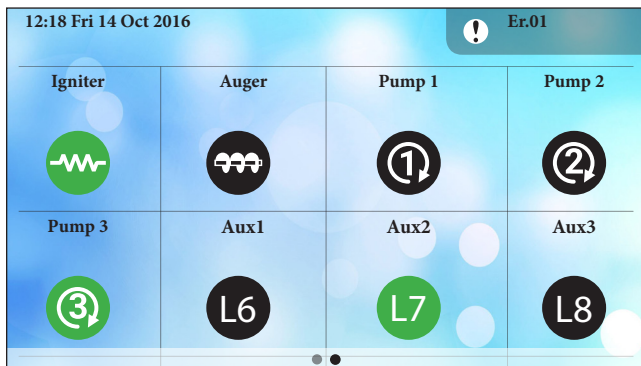 12:18 Fri 14 Oct 2016 Er.01
Igniter Auger Pump 1 Pump 2
1 2
Pump 3 Aux1 Aux2 Aux3
3 L6 L7 L8